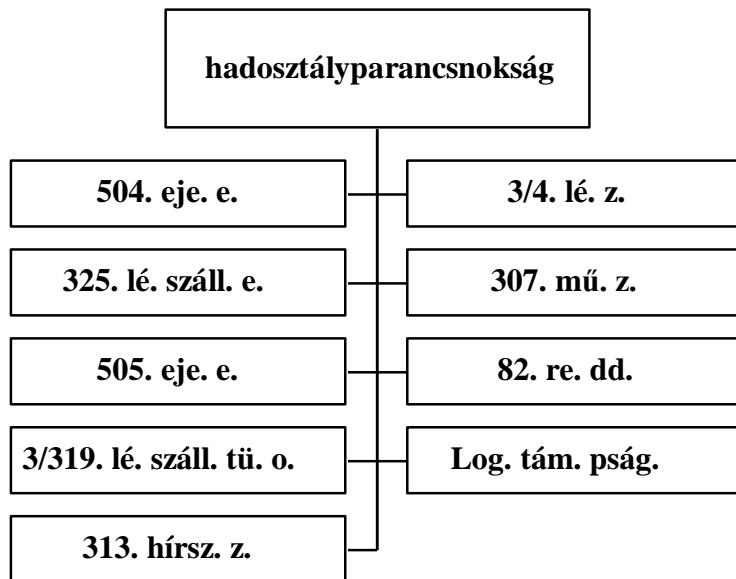 hadosztályparancsnokság
504. eje. e.
3/4. lé. z.
325. lé. száll. e.
307. mű. z.
505. eje. e.
82. re. dd.
3/319. lé. száll. tü. o.
Log. tám. pság.
313. hírsz. z.